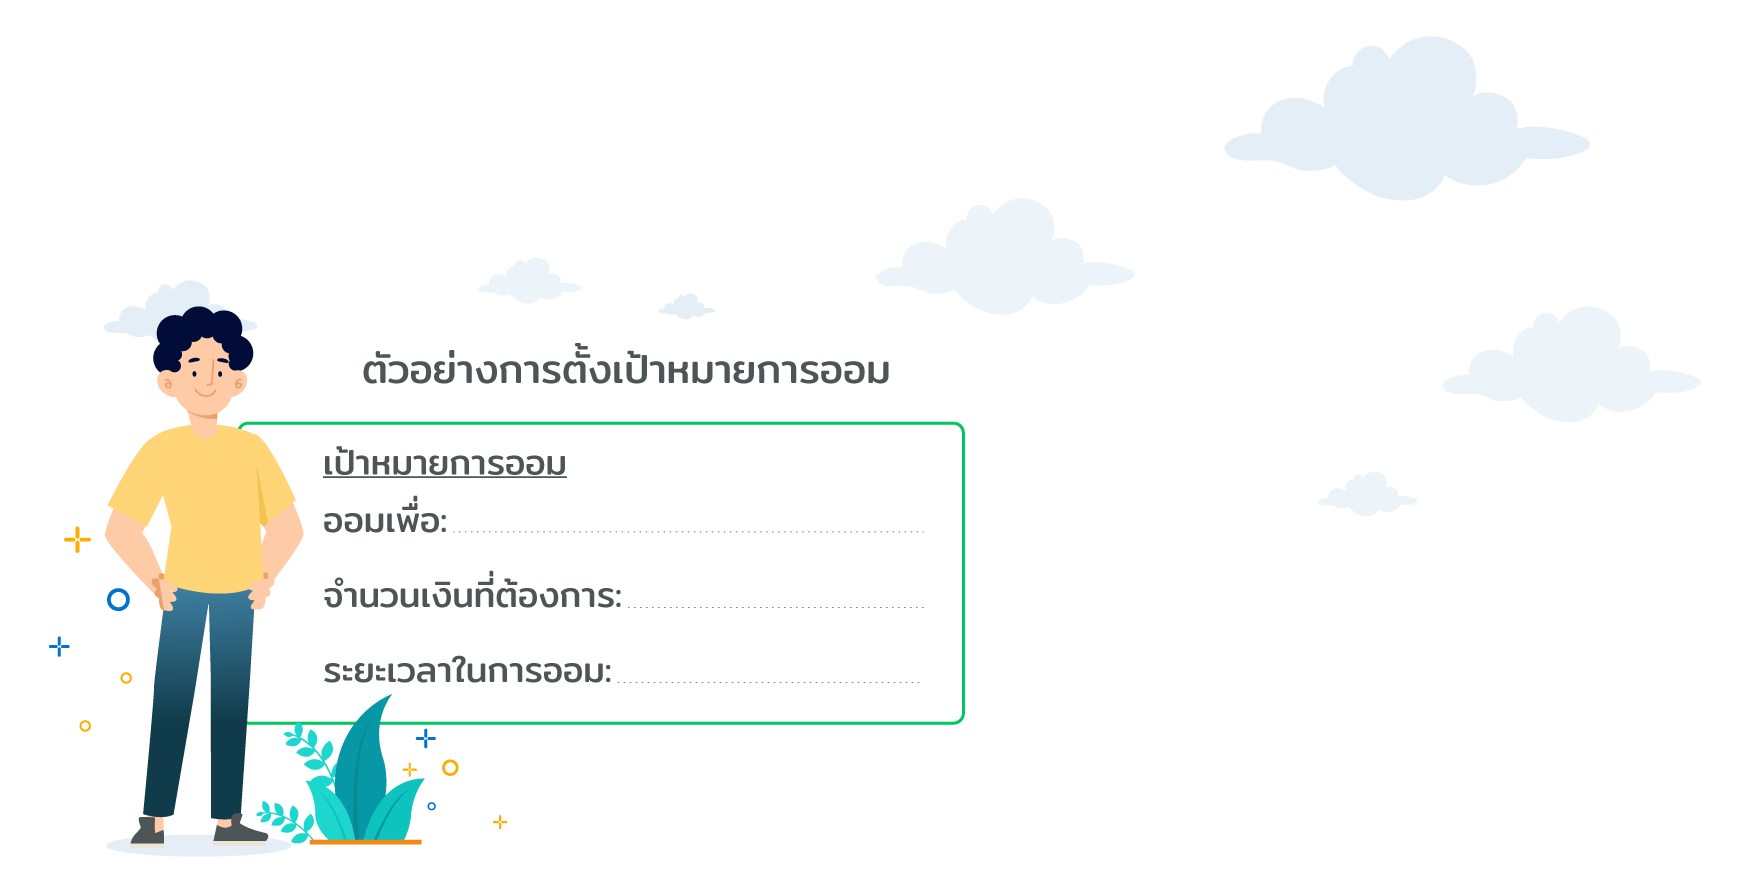 ตัวอย่างการตั้งเป้าหมายการออม
เป้าหมายการออม
ออมเพื่อ:
จำนวนเงินที่ต้องการ:
ระยะเวลาในการออม: